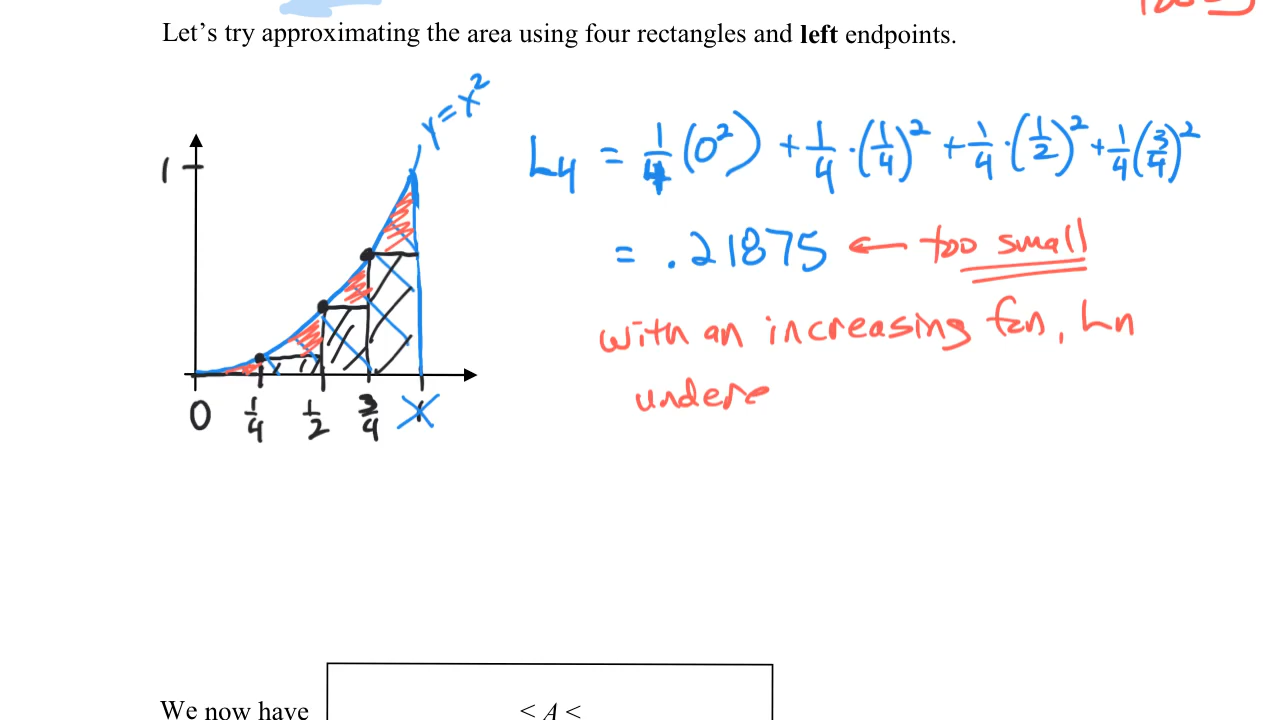 Let's try approximating the area using four rectangles and left endpoints.
y=x²
1
L4 = 1/4 (0²) + 1/4 · (1/4)² + 1/4 · (1/2)² + 1/4 (3/4)²
= .21875 ← too small
with an increasing fcn, Ln
undere
0 1/4 1/2 3/4 1
We now have < A <